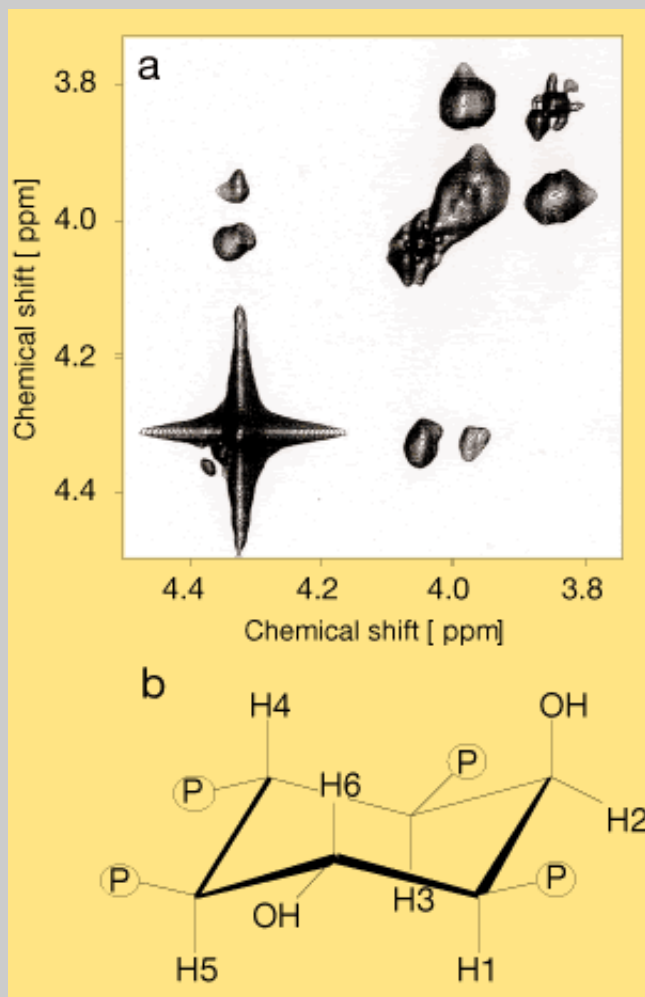 a
3.8
4.0
4.2
4.4
Chemical shift [ ppm]
4.4 4.2 4.0 3.8
Chemical shift [ ppm]
b
H4 OH
P P
H6
H2
P P
H3
OH
H5 H1